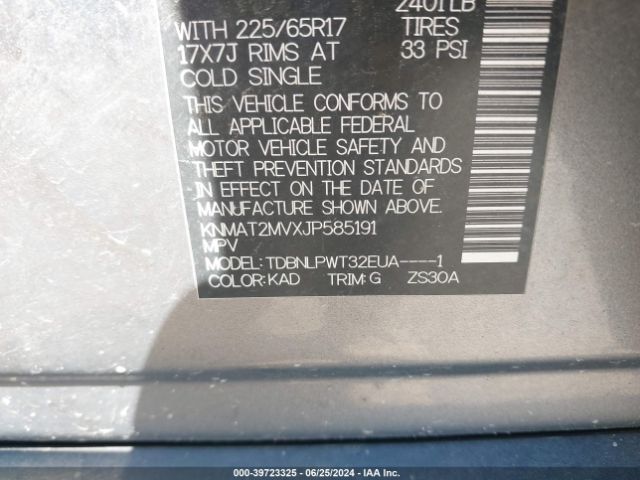 2401LB
WITH 225/65R17 TIRES
17X7J RIMS AT 33 PSI
COLD SINGLE
THIS VEHICLE CONFORMS TO
ALL APPLICABLE FEDERAL
MOTOR VEHICLE SAFETY AND
THEFT PREVENTION STANDARDS
IN EFFECT ON THE DATE OF
MANUFACTURE SHOWN ABOVE.
KNMAT2MVXJP585191
MPV
MODEL:TDBNLPWT32EUA----1
COLOR:KAD TRIM:G ZS30A
000-39723325 - 06/25/2024 - IAA Inc.